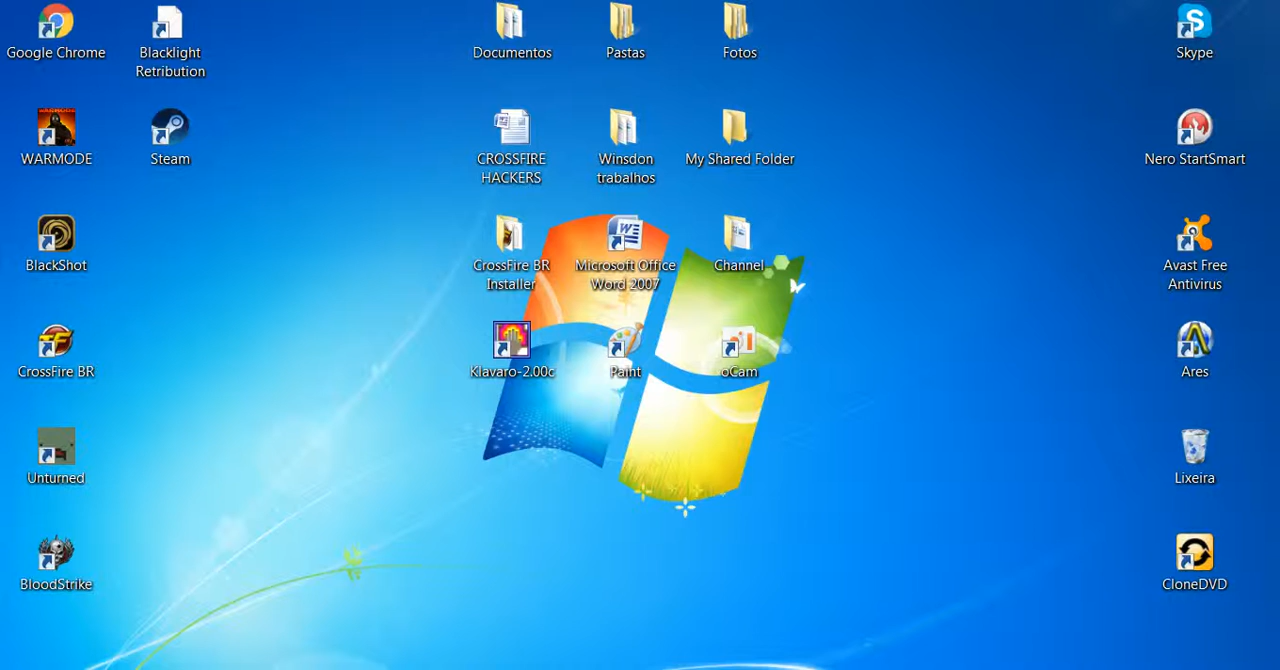 Google Chrome
Blacklight
Retribution
Documentos
Pastas
Fotos
Skype
WARMODE
Steam
CROSSFIRE
HACKERS
Winsdon
trabalhos
My Shared Folder
Nero StartSmart
BlackShot
CrossFire BR
Installer
Microsoft Office
Word 2007
Channel
Avast Free
Antivirus
CrossFire BR
Klavaro-2.00c
Paint
oCam
Ares
Unturned
Lixeira
BloodStrike
CloneDVD